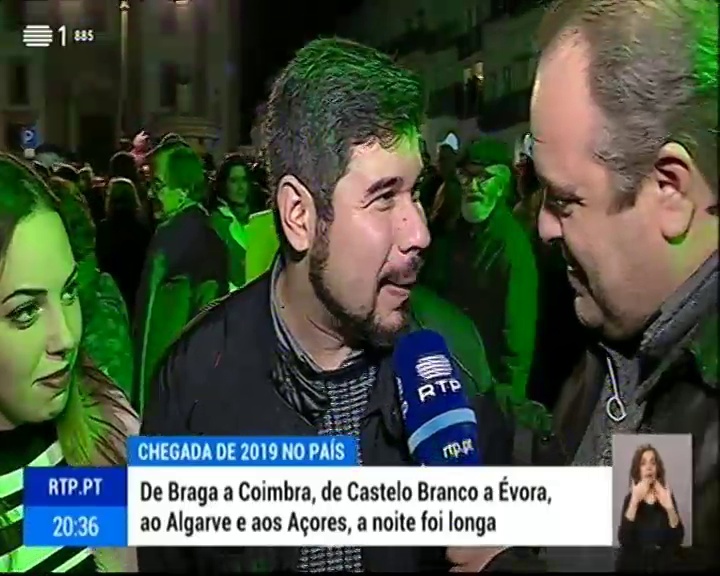 1 885
P
RTP
rtp.pt
CHEGADA DE 2019 NO PAÍS
RTP.PT
20:36
De Braga a Coimbra, de Castelo Branco a Évora,
ao Algarve e aos Açores, a noite foi longa